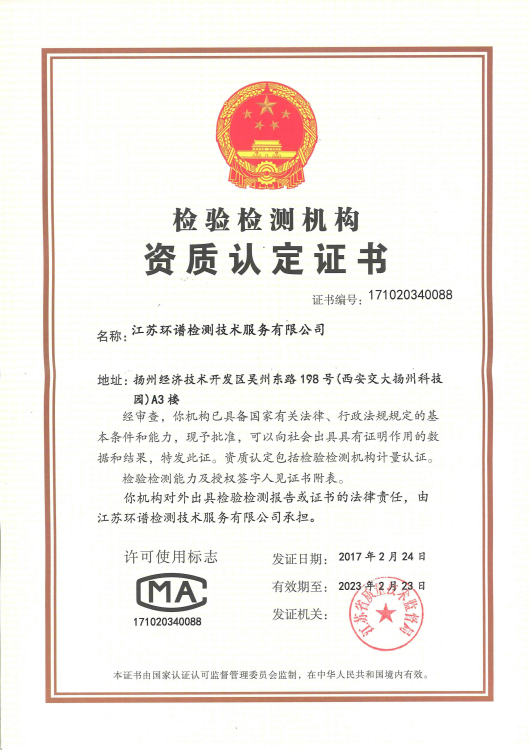 检验检测机构
资质认定证书
证书编号：171020340088
名称：江苏环谱检测技术服务有限公司
地址：扬州经济技术开发区吴州东路198号(西安交大扬州科技
园)A3楼
经审查，你机构已具备国家有关法律、行政法规规定的基
本条件和能力，现予批准，可以向社会出具具有证明作用的数
据和结果，特发此证。资质认定包括检验检测机构计量认证。
检验检测能力及授权签字人见证书附表。
你机构对外出具检验检测报告或证书的法律责任，由
江苏环谱检测技术服务有限公司承担。
许可使用标志
MA
171020340088
发证日期：2017年2月24日
有效期至：2023年2月23日
发证机关：
江苏省质量技术监督局
本证书由国家认证认可监督管理委员会监制，在中华人民共和国境内有效。